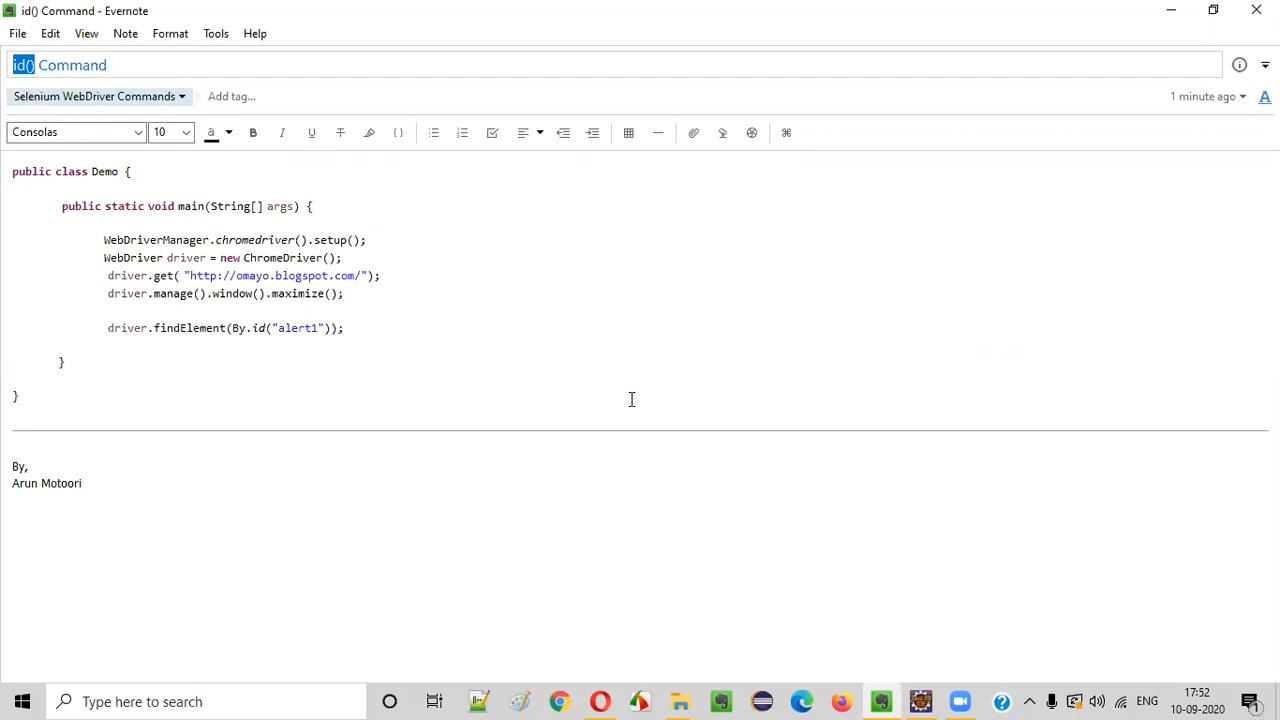 id() Command - Evernote
File Edit View Note Format Tools Help
id() Command
Selenium WebDriver Commands Add tag... 1 minute ago A
Consolas 10 a B I U T { }
public class Demo {
public static void main(String[] args) {
WebDriverManager.chromedriver().setup();
WebDriver driver = new ChromeDriver();
driver.get( "http://omayo.blogspot.com/");
driver.manage().window().maximize();
driver.findElement(By.id("alert1"));
}
}
By,
Arun Motoori
Type here to search ENG 17:52
10-09-2020